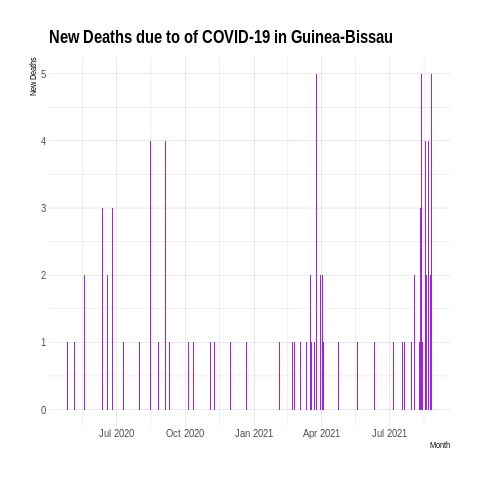 New Deaths due to of COVID-19 in Guinea-Bissau
New Deaths
5
4
3
2
1
0
Jul 2020 Oct 2020 Jan 2021 Apr 2021 Jul 2021
Month